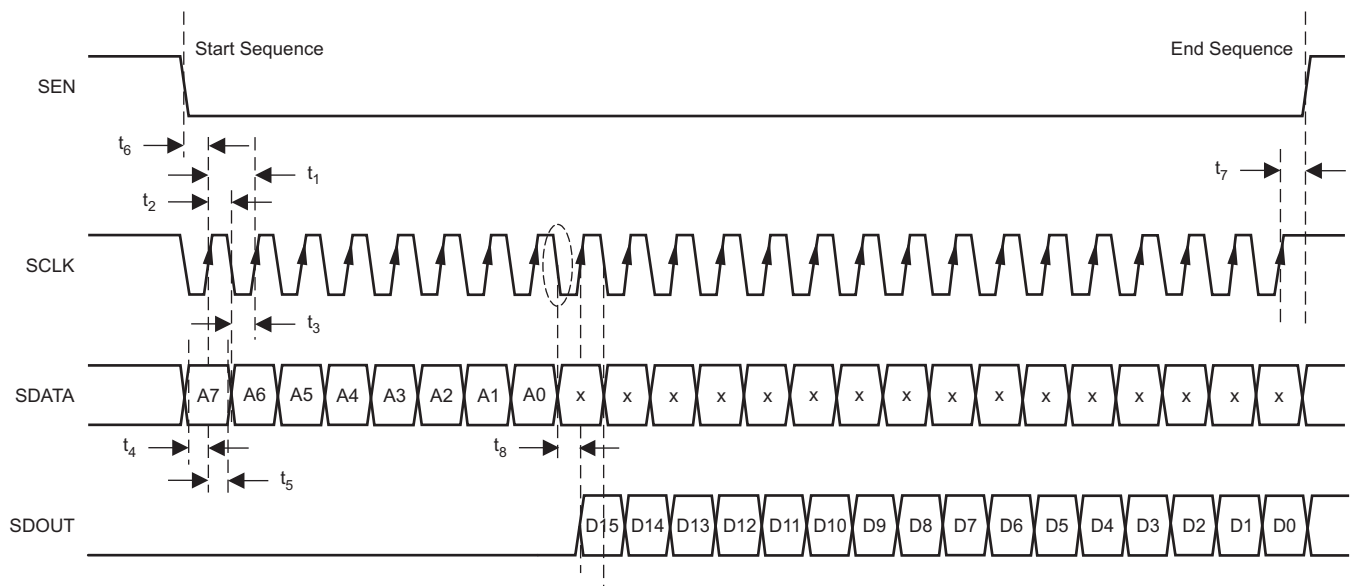 Start Sequence End Sequence
SEN
t6
t1
t7
t2
SCLK
t3
SDATA A7 A6 A5 A4 A3 A2 A1 A0 x x x x x x x x x x x x x x x x
t4
t8
t5
SDOUT D15 D14 D13 D12 D11 D10 D9 D8 D7 D6 D5 D4 D3 D2 D1 D0